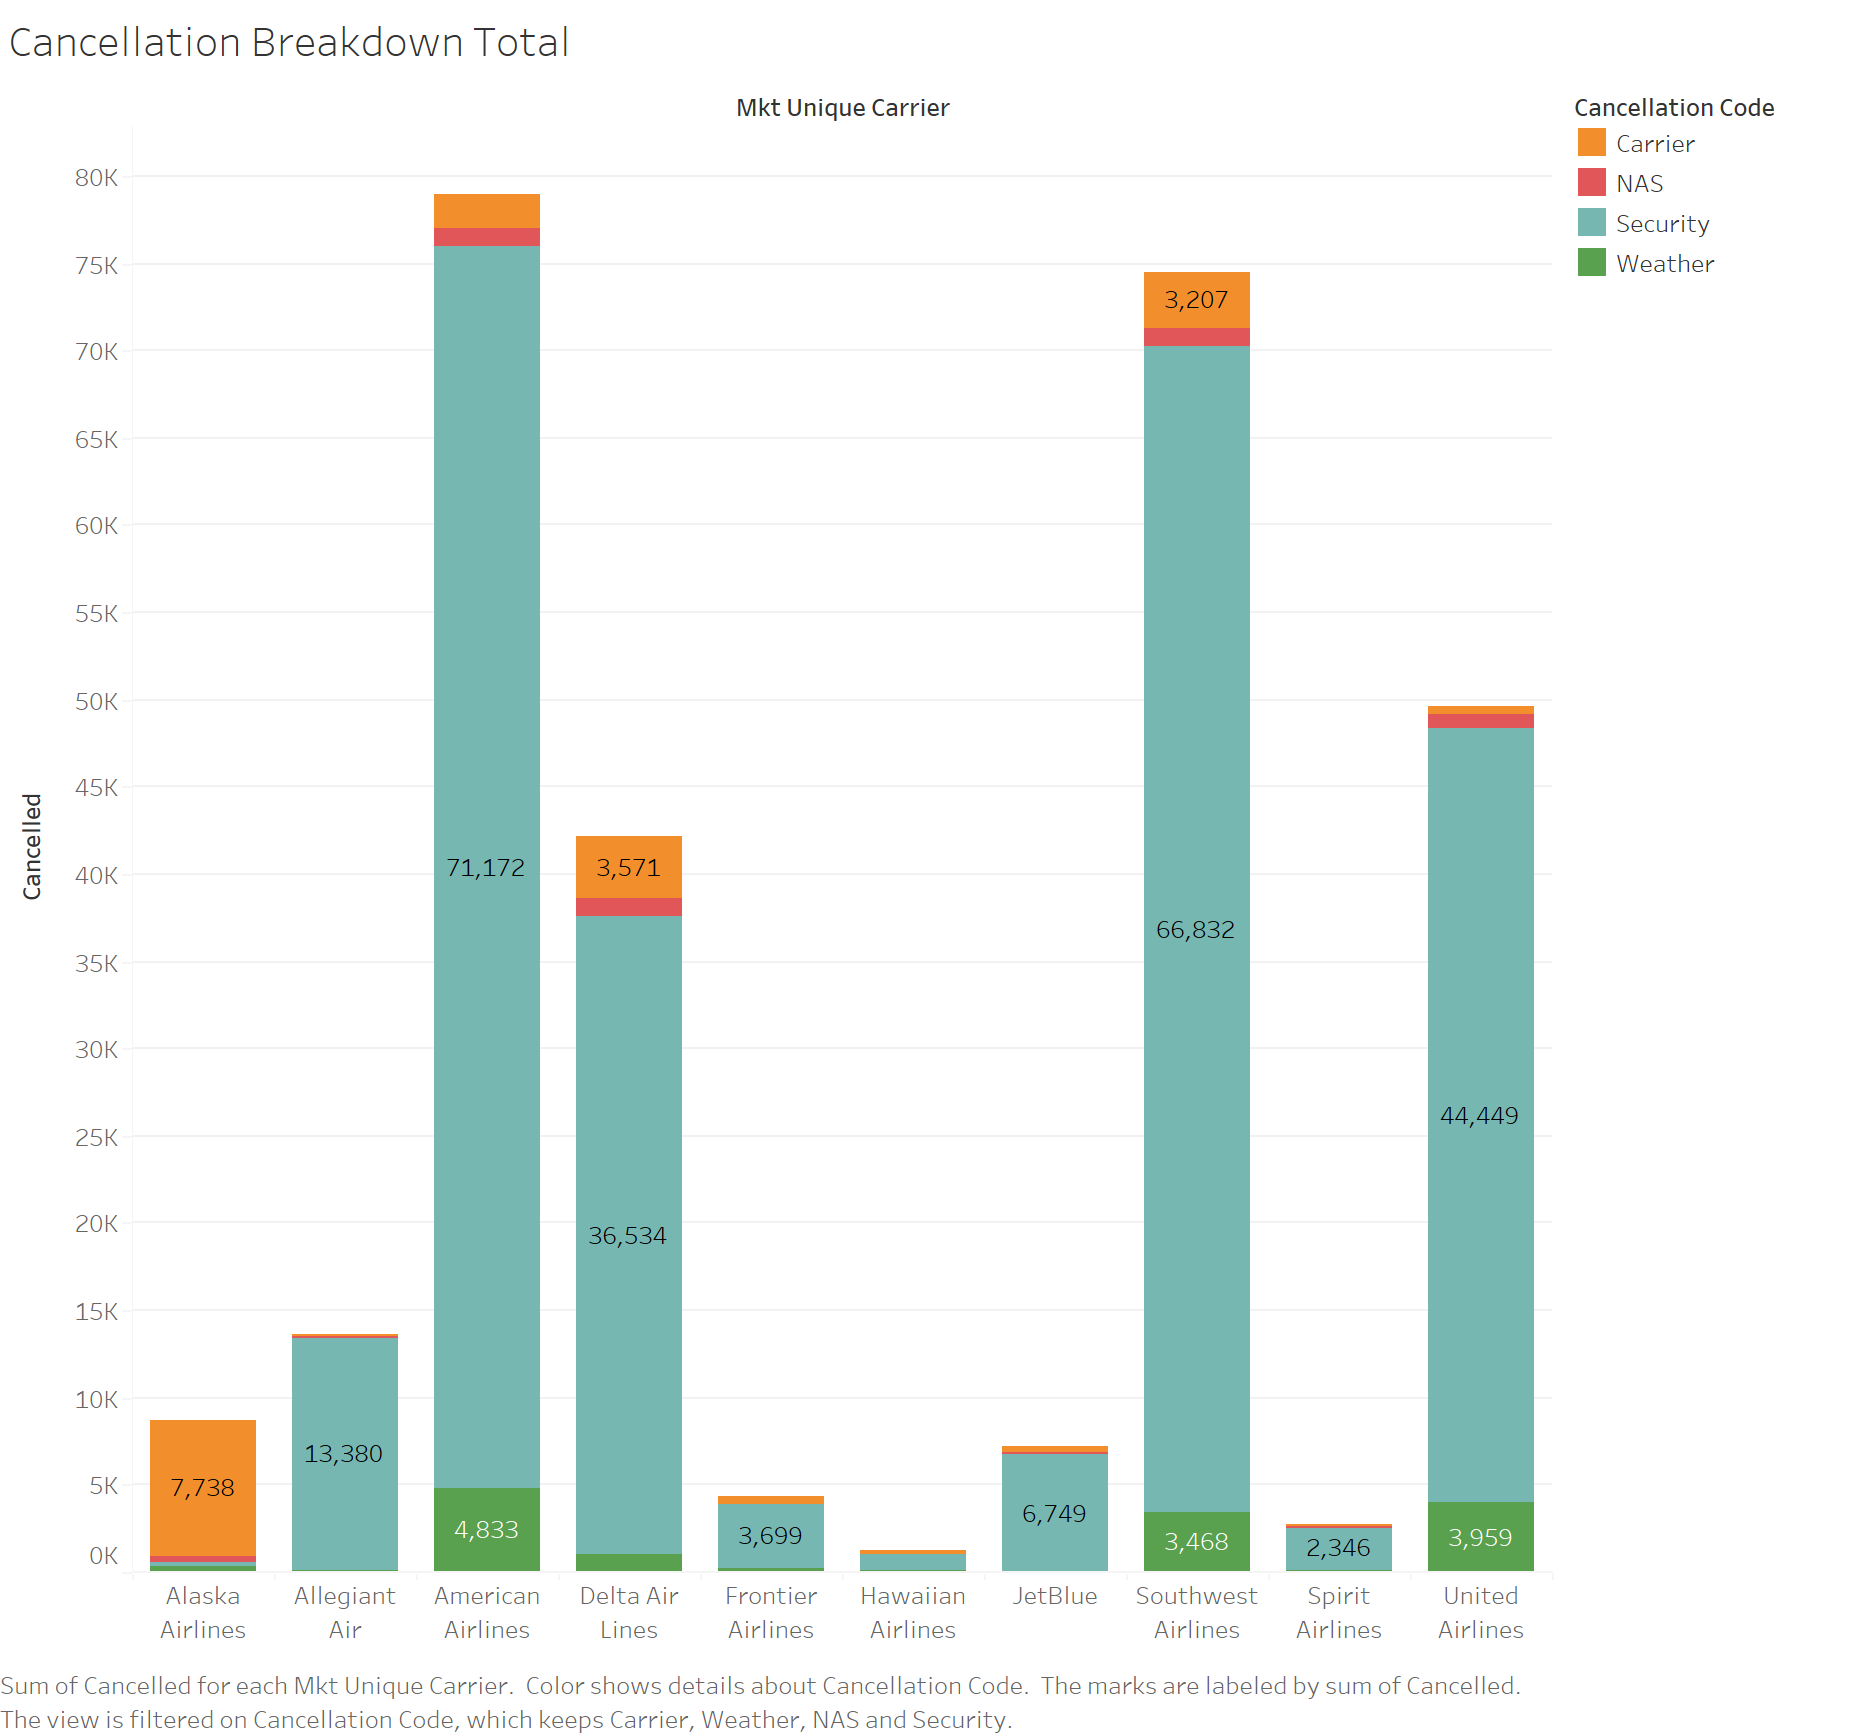 Cancellation Breakdown Total
Mkt Unique Carrier
Cancellation Code
Carrier
NAS
Security
Weather
Cancelled
80K
75K
70K
65K
60K
55K
50K
45K
40K
35K
30K
25K
20K
15K
10K
5K
0K
7,738
13,380
71,172
4,833
3,571
36,534
3,699
6,749
3,207
66,832
3,468
2,346
44,449
3,959
Alaska
Airlines
Allegiant
Air
American
Airlines
Delta Air
Lines
Frontier
Airlines
Hawaiian
Airlines
JetBlue
Southwest
Airlines
Spirit
Airlines
United
Airlines
Sum of Cancelled for each Mkt Unique Carrier.  Color shows details about Cancellation Code.  The marks are labeled by sum of Cancelled.
The view is filtered on Cancellation Code, which keeps Carrier, Weather, NAS and Security.